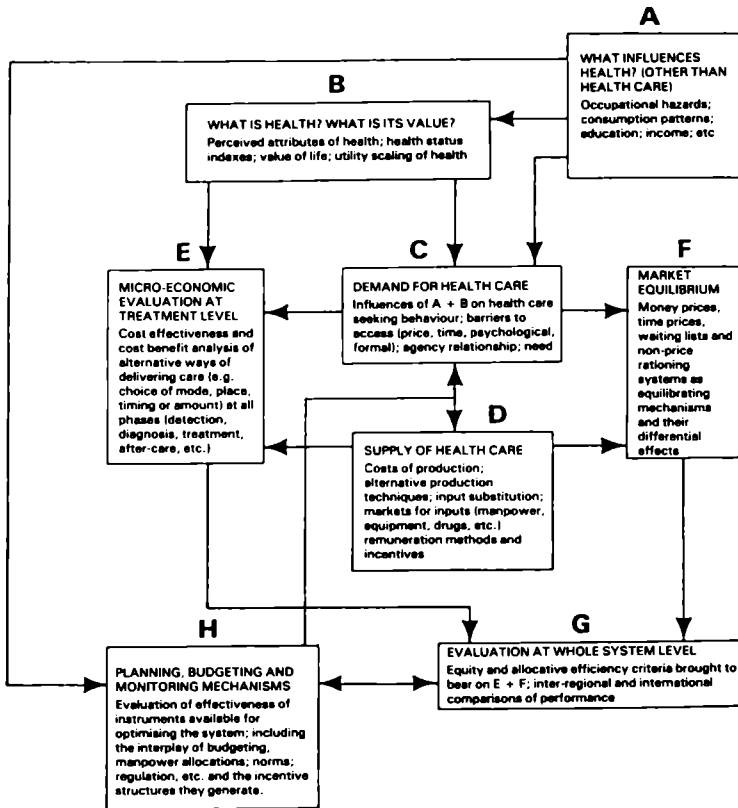 A
WHAT INFLUENCES
HEALTH? (OTHER THAN
HEALTH CARE)
Occupational hazards;
consumption patterns;
education; income; etc
B
WHAT IS HEALTH? WHAT IS ITS VALUE?
Perceived attributes of health; health status
indexes; value of life; utility scaling of health
E
MICRO-ECONOMIC
EVALUATION AT
TREATMENT LEVEL
Cost effectiveness and
cost benefit analysis of
alternative ways of
delivering care (e.g.
choice of mode, place,
timing or amount) at all
phases (detection,
diagnosis, treatment,
after-care, etc.)
C
DEMAND FOR HEALTH CARE
Influences of A + B on health care
seeking behaviour; barriers to
access (price, time, psychological,
formal); agency relationship; need
F
MARKET
EQUILIBRIUM
Money prices,
time prices,
waiting lists and
non-price
rationing
systems as
equilibrating
mechanisms
and their
differential
effects
D
SUPPLY OF HEALTH CARE
Costs of production;
alternative production
techniques; input substitution;
markets for inputs (manpower,
equipment, drugs, etc.)
remuneration methods and
incentives
H
PLANNING, BUDGETING AND
MONITORING MECHANISMS
Evaluation of effectiveness of
instruments available for
optimising the system; including
the interplay of budgeting,
manpower allocations; norms;
regulation, etc. and the incentive
structures they generate.
G
EVALUATION AT WHOLE SYSTEM LEVEL
Equity and allocative efficiency criteria brought to
bear on E + F; inter-regional and international
comparisons of performance